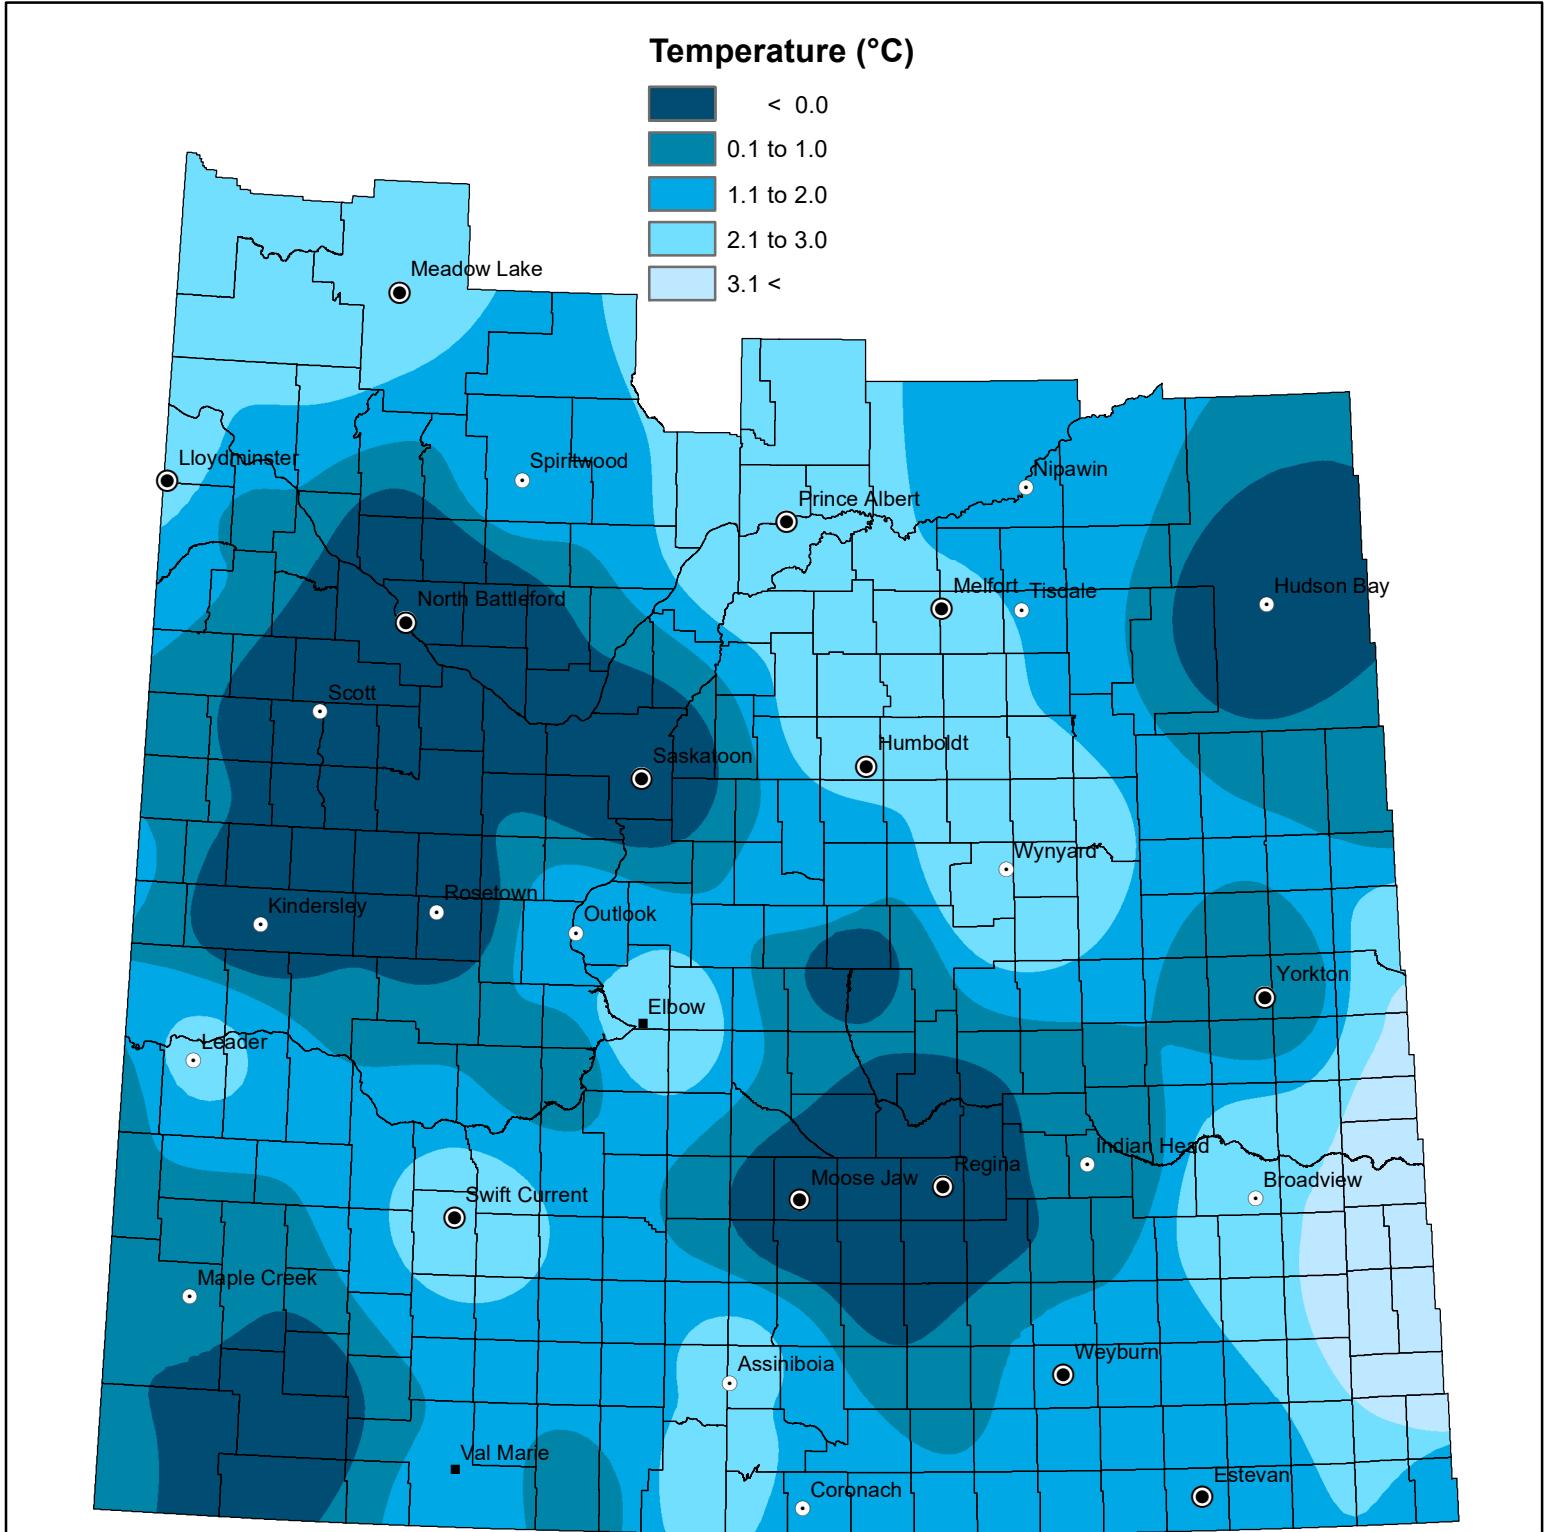 Temperature (°C)
< 0.0
0.1 to 1.0
1.1 to 2.0
2.1 to 3.0
3.1 <
Meadow Lake
Lloydminster
Spiritwood
Nipawin
Prince Albert
North Battleford
Melfort
Tisdale
Hudson Bay
Scott
Saskatoon
Humboldt
Wynyard
Kindersley
Rosetown
Outlook
Yorkton
Elbow
Leader
Indian Head
Moose Jaw
Regina
Broadview
Swift Current
Maple Creek
Assiniboia
Weyburn
Val Marie
Coronach
Estevan